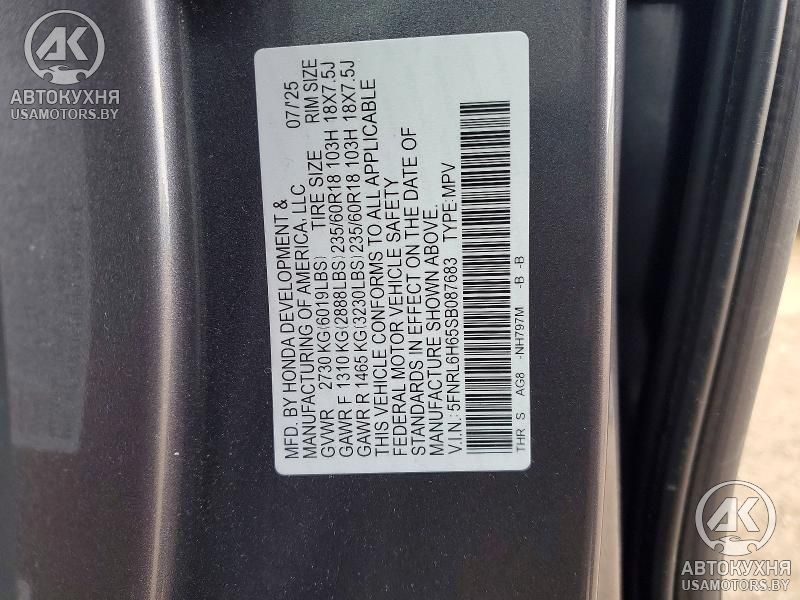 AK
АВТОКУХНЯ
USAMOTORS.BY
MFD. BY HONDA DEVELOPMENT &
MANUFACTURING OF AMERICA, LLC 07/'25
GVWR 2730 KG(6019LBS) TIRE SIZE RIM SIZE
GAWR F 1310 KG(2888LBS)235/60R18 103H 18X7.5J
GAWR R 1465 KG(3230LBS)235/60R18 103H 18X7.5J
THIS VEHICLE CONFORMS TO ALL APPLICABLE
FEDERAL MOTOR VEHICLE SAFETY
STANDARDS IN EFFECT ON THE DATE OF
MANUFACTURE SHOWN ABOVE.
V.I.N.: 5FNRL6H65SB087683 TYPE:MPV
THR S AG8 -NH797M -B -B
AK
АВТОКУХНЯ
USAMOTORS.BY